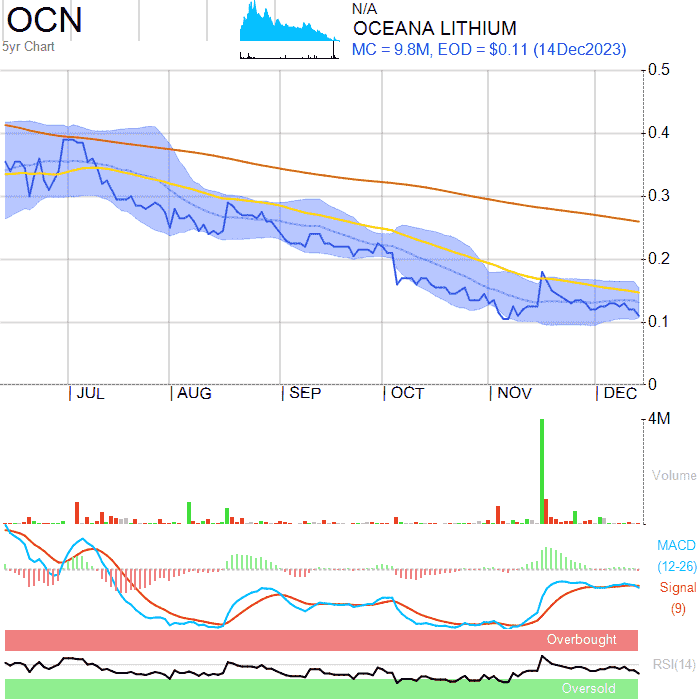 OCN
5yr Chart
N/A
OCEANA LITHIUM
MC = 9.8M, EOD = $0.11 (14Dec2023)
0.5
0.4
0.3
0.2
0.1
0
JUL AUG SEP OCT NOV DEC
4M
Volume
MACD
(12-26)
Signal
(9)
Overbought
RSI(14)
Oversold